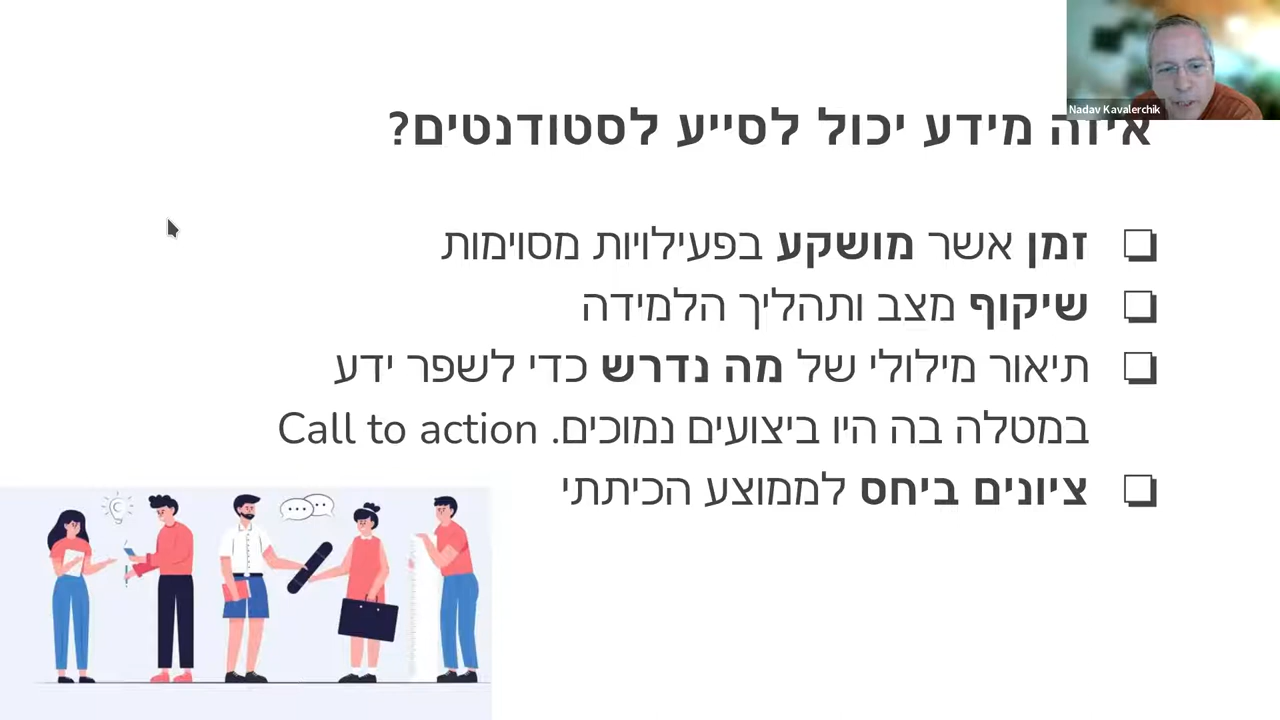 Nadav Kavalerchik
איזה מידע יכול לסייע לסטודנטים?
זמן אשר מושקע בפעילויות מסוימות
שיקוף מצב ותהליך הלמידה
תיאור מילולי של מה נדרש כדי לשפר ידע
במטלה בה היו ביצועים נמוכים. Call to action
ציונים ביחס לממוצע הכיתתי